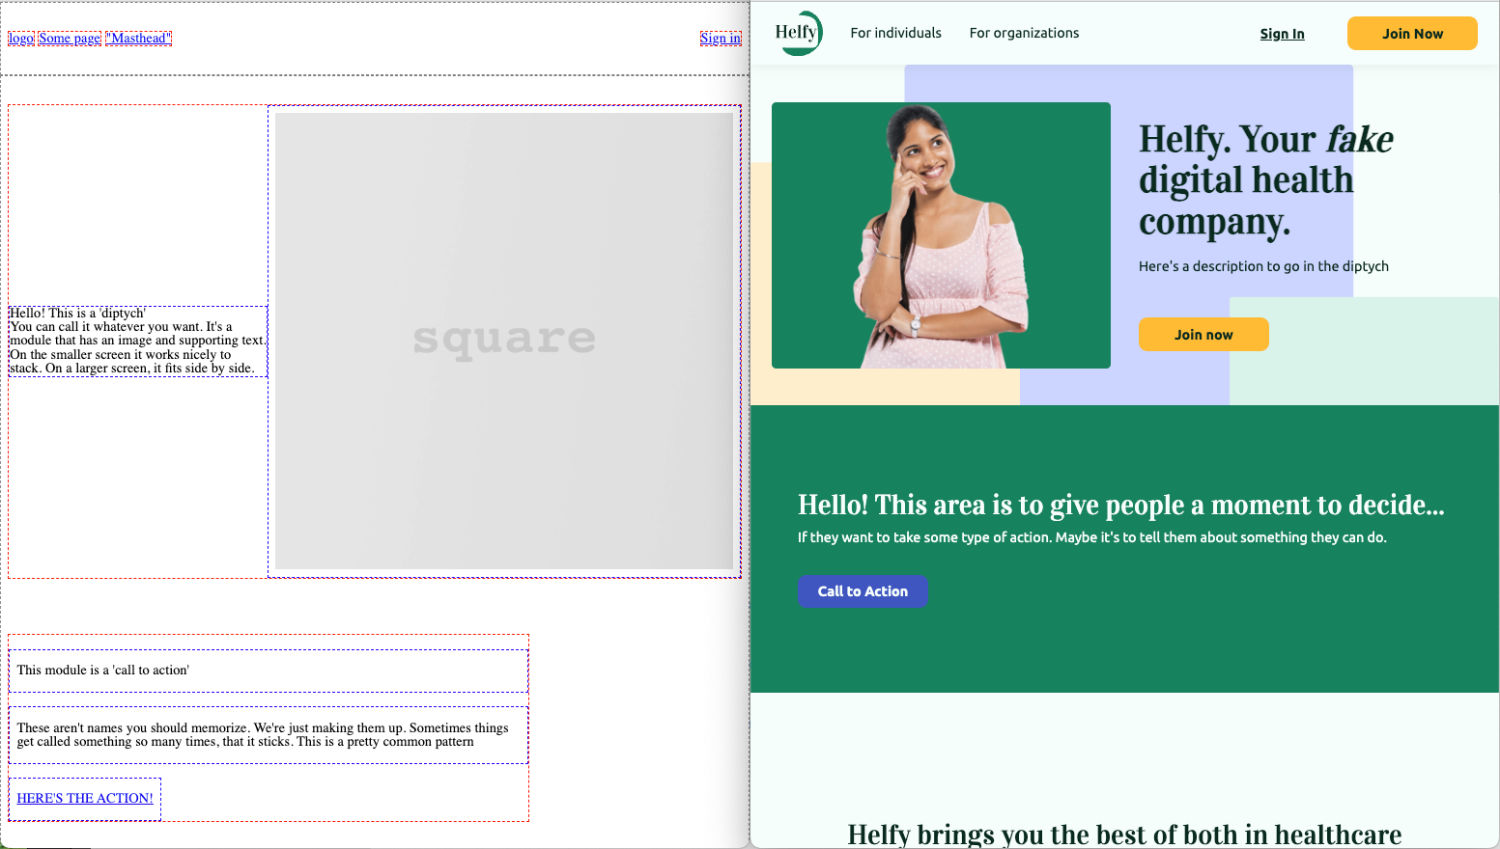 logo Some page "Masthead" Sign in
Hello! This is a 'diptych'
You can call it whatever you want. It's a
module that has an image and supporting text.
On the smaller screen it works nicely to
stack. On a larger screen, it fits side by side.
square
This module is a 'call to action'
These aren't names you should memorize. We're just making them up. Sometimes things
get called something so many times, that it sticks. This is a pretty common pattern
HERE'S THE ACTION!
Helfy For individuals For organizations Sign In Join Now
Helfy. Your fake
digital health
company.
Here's a description to go in the diptych
Join now
Hello! This area is to give people a moment to decide...
If they want to take some type of action. Maybe it's to tell them about something they can do.
Call to Action
Helfy brings you the best of both in healthcare